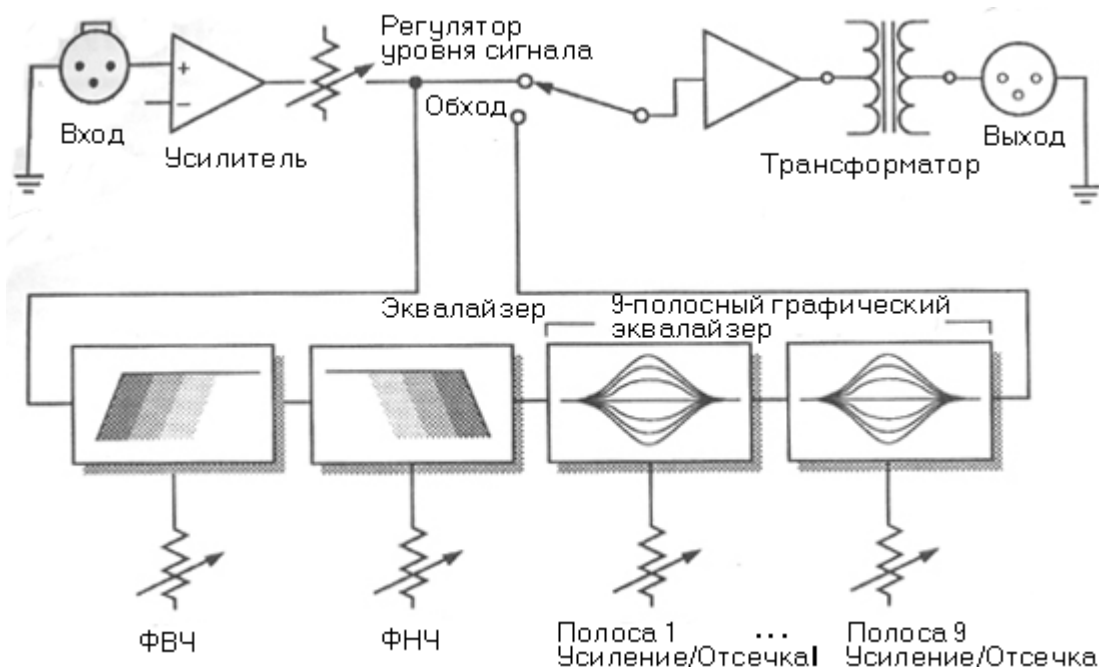 Регулятор
уровня сигнала
Вход
Усилитель
Обход
Трансформатор
Выход
Эквалайзер
9-полосный графический
эквалайзер
ФВЧ
ФНЧ
Полоса 1
Усиление/Отсечка
...
Полоса 9
Усиление/Отсечка
+
−